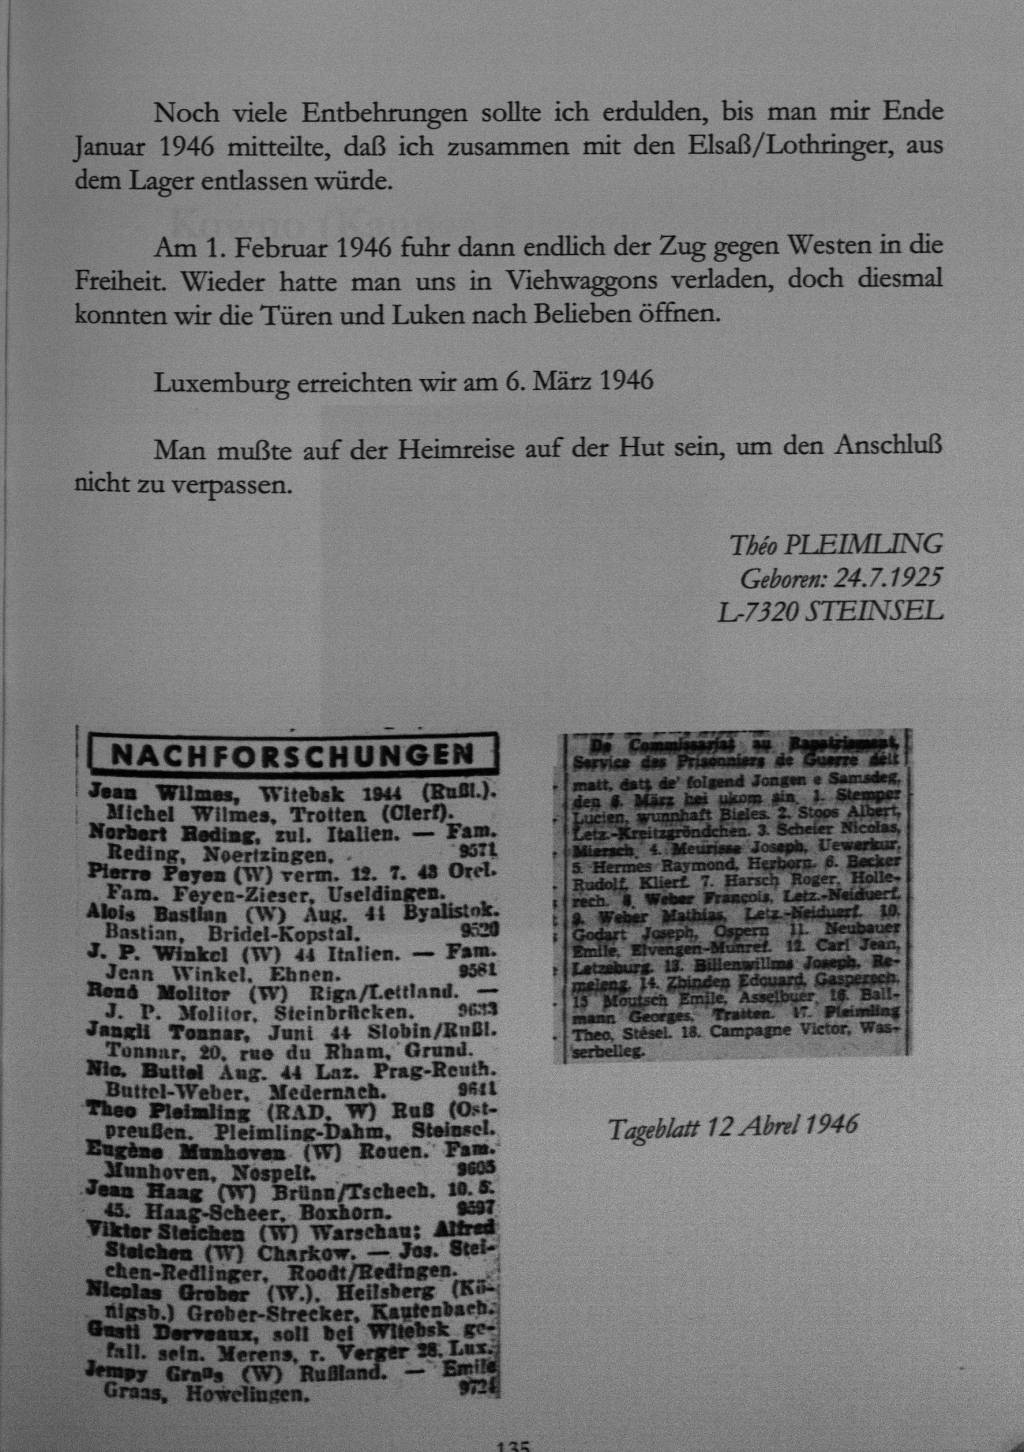 Noch viele Entbehrungen sollte ich erdulden, bis man mir Ende
Januar 1946 mitteilte, daß ich zusammen mit den Elsaß/Lothringer, aus
dem Lager entlassen würde.
Am 1. Februar 1946 fuhr dann endlich der Zug gegen Westen in die
Freiheit. Wieder hatte man uns in Viehwaggons verladen, doch diesmal
konnten wir die Türen und Luken nach Belieben öffnen.
Luxemburg erreichten wir am 6. März 1946
Man mußte auf der Heimreise auf der Hut sein, um den Anschluß
nicht zu verpassen.
Théo PLEIMLING
Geboren: 24.7.1925
L-7320 STEINSEL
NACHFORSCHUNGEN
Jean Wilmes, Witebsk 1944 (Rußl.).
Michel Wilmes, Trotten (Clerf).
Norbert Reding, zul. Italien. — Fam.
Reding, Noertzingen. 9571
Pierre Feyen (W) verm. 12. 7. 43 Orel.
Fam. Feyen-Zieser, Useldingen.
Alois Bastian (W) Aug. 44 Byalistok.
Bastian, Bridel-Kopstal. 9520
J. P. Winkel (W) 44 Italien. — Fam.
Jean Winkel, Ehnen. 9581
René Molitor (W) Riga/Lettland. —
J. P. Molitor, Steinbrücken. 9633
Jangli Tonnar, Juni 44 Slobin/Rußl.
Tonnar, 20, rue du Rham, Grund.
Nic. Buttel Aug. 44 Laz. Prag-Reuth.
Buttel-Weber, Medernach. 9641
Theo Pleimling (RAD, W) Ruß (Ost-
preußen. Pleimling-Dahm, Steinsel.
Eugène Munhoven (W) Rouen. Fam.
Munhoven, Nospelt. 9605
Jean Haag (W) Brünn/Tschech. 10. 5.
45. Haag-Scheer, Boxhorn. 9597
Viktor Steichen (W) Warschau; Alfred
Steichen (W) Charkow. — Jos. Stei-
chen-Redlinger, Roodt/Redingen.
Nicolas Grober (W.), Heilsberg (Kö-
nigsb.) Grober-Strecker, Kautenbach.
Gusti Derveaux, soll bei Witebsk ge-
fall. sein. Merens, r. Verger 28, Lux.
Jempy Graas (W) Rußland. — Emile
Graas, Howelingen. 9724
De Commissariat au Rapatriement,
Service des Prisonniers de Guerre deit
matt, datt de' folgend Jongen e Samsdeg,
den 6. März hei ukom sin. 1. Stemper
Lucien, wunnhaft Bieles. 2. Stoos Albert,
Letz.-Kreitzgröndchen. 3. Scheier Nicolas,
Miersch. 4. Meurisse Joseph, Uewerkur.
5. Hermes Raymond, Herborn. 6. Becker
Rudolf, Klierf. 7. Harsch Roger, Holle-
rech. 8. Weber François, Letz.-Neiduerf.
9. Weber Mathias, Letz.-Neiduerf. 10.
Godart Joseph, Ospern 11. Neubauer
Emile, Elvengen-Munref. 12. Carl Jean,
Letzeburg. 13. Billenwillms Joseph, Re-
meleng. 14. Zbinden Edouard, Gasperech.
15 Moutsch Emile, Asselbuer, 16. Ball-
mann Georges, Tratten. 17. Pleimling
Theo, Stésel. 18. Campagne Victor, Was-
serbelleg.
Tageblatt 12 Abrel 1946
135